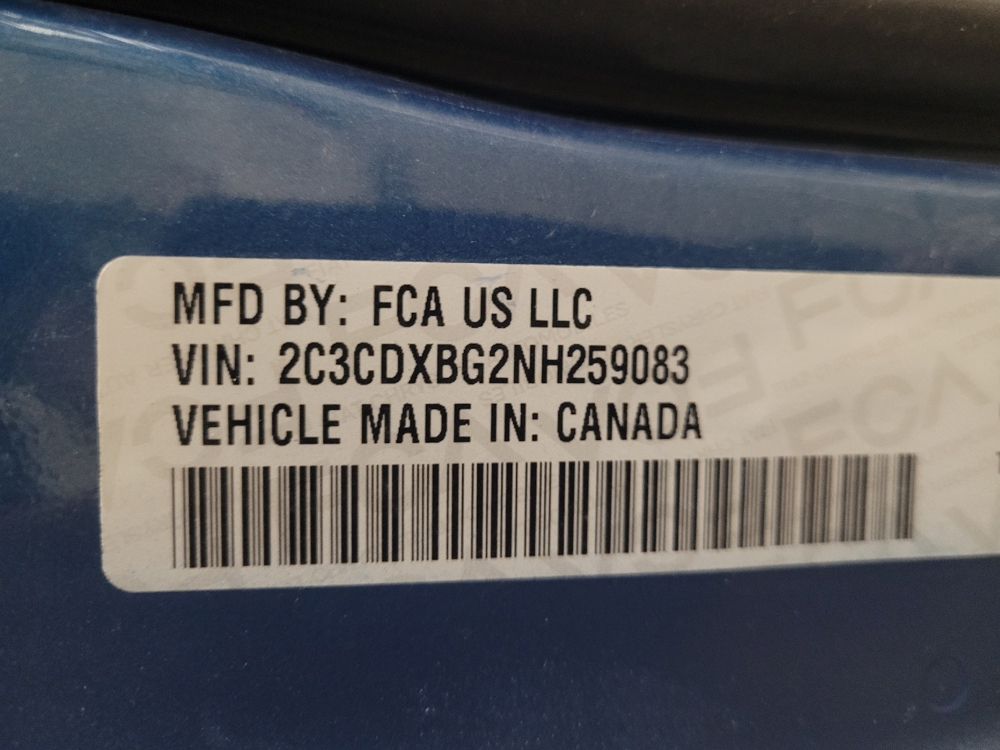 MFD BY: FCA US LLC
VIN: 2C3CDXBG2NH259083
VEHICLE MADE IN: CANADA